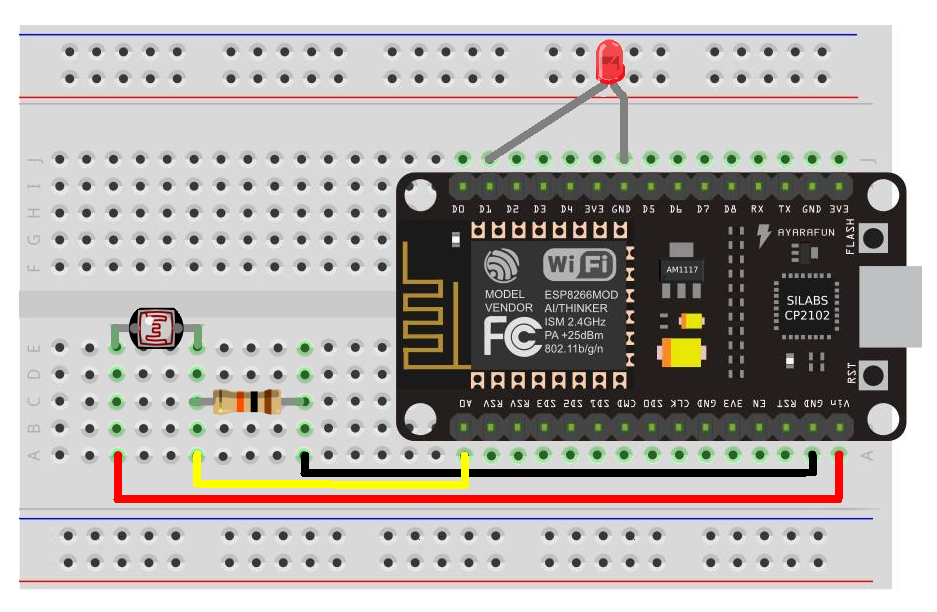 J
J
I
H
G
F
E
D
C
B
A
A
D0 D1 D2 D3 D4 3V3 GND D5 D6 D7 D8 RX TX GND 3V3
AYARAFUN
FLASH
WiFi
MODEL
VENDOR
ESP8266MOD
AI/THINKER
ISM 2.4GHz
PA +25dBm
802.11b/g/n
FC
AM1117
SILABS
CP2102
RST
A0 RSV RSV SD3 SD2 SD1 CMD SD0 CLK GND 3V3 EN RST GND Vin